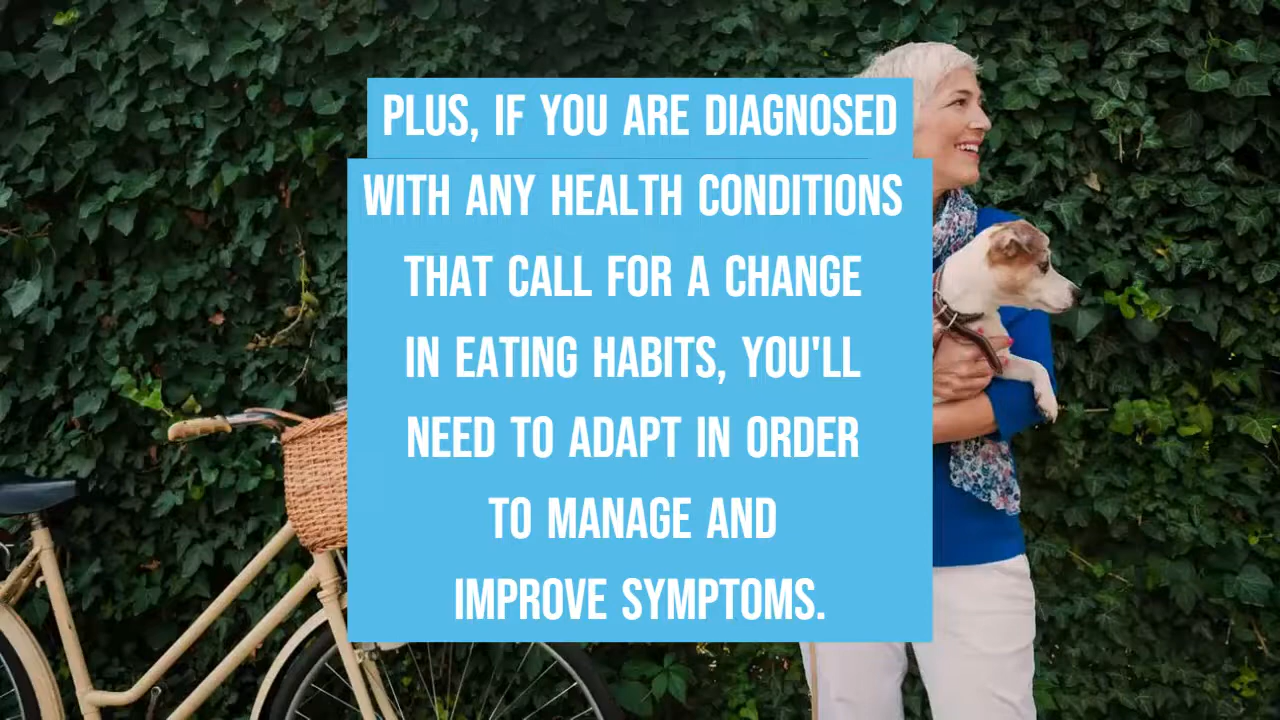 PLUS, IF YOU ARE DIAGNOSED
WITH ANY HEALTH CONDITIONS
THAT CALL FOR A CHANGE
IN EATING HABITS, YOU'LL
NEED TO ADAPT IN ORDER
TO MANAGE AND
IMPROVE SYMPTOMS.